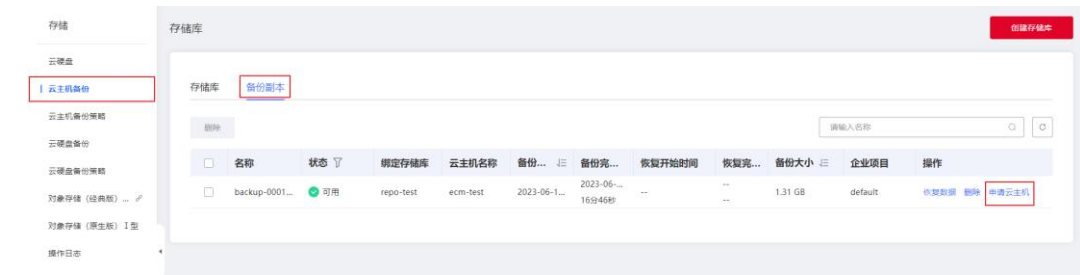 存储
存储库
创建存储库
云硬盘
云主机备份
存储库
备份副本
云主机备份策略
删除
请输入名称
云硬盘备份
云硬盘备份策略
名称 状态 绑定存储库 云主机名称 备份... 备份完... 恢复开始时间 恢复完... 备份大小 企业项目 操作
backup-0001... 可用 repo-test ecm-test 2023-06-1... 2023-06-... 16分46秒 -- -- -- 1.31 GB default 恢复数据 删除 申请云主机
对象存储（经典版）...
对象存储（原生版）I型
操作日志